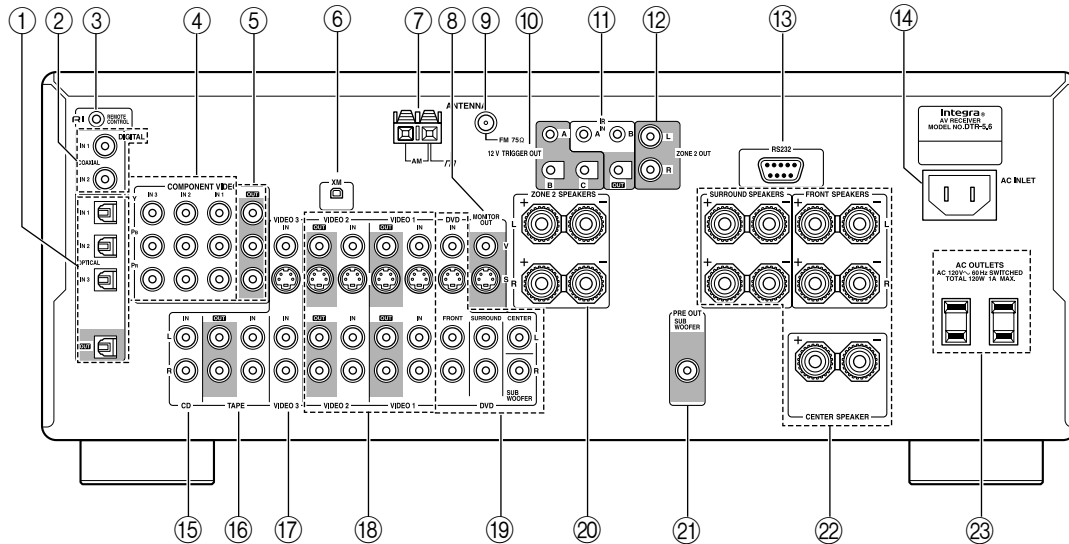 ① ② ③ ④ ⑤ ⑥ ⑦ ⑧ ⑨ ⑩ ⑪ ⑫ ⑬ ⑭
RI REMOTE CONTROL
DIGITAL
IN 1
COAXIAL
IN 2
IN 1
IN 2
OPTICAL
IN 3
OUT
COMPONENT VIDEO
IN 3 IN 2 IN 1 OUT
Y
PB
PR
XM
ANTENNA
AM
FM 75Ω
VIDEO 3 VIDEO 2 VIDEO 1 DVD MONITOR OUT
IN OUT IN OUT IN IN
V
S
12 V TRIGGER OUT
A
B C
IR
IN
A B
OUT
L
R
ZONE 2 OUT
ZONE 2 SPEAKERS
+ −
L
R
+ −
RS232
SURROUND SPEAKERS FRONT SPEAKERS
+ − + −
L
R
+ − + −
Integra®
AV RECEIVER
MODEL NO. DTR-5.6
AC INLET
AC OUTLETS
AC 120V~ 60Hz SWITCHED
TOTAL 120W 1A MAX.
IN OUT IN IN OUT IN OUT IN FRONT SURROUND CENTER
L L
R R
SUB WOOFER
CD TAPE VIDEO 3 VIDEO 2 VIDEO 1 DVD
PRE OUT
SUB
WOOFER
+ −
CENTER SPEAKER
⑮ ⑯ ⑰ ⑱ ⑲ ⑳ ㉑ ㉒ ㉓